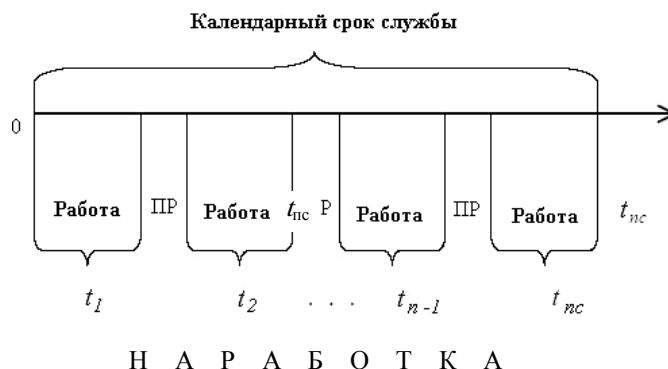 Календарный срок службы
0
Работа ПР Работа tпс Р Работа ПР Работа tпс
t1 t2 . . . tn-1 tпс
Н А Р А Б О Т К А